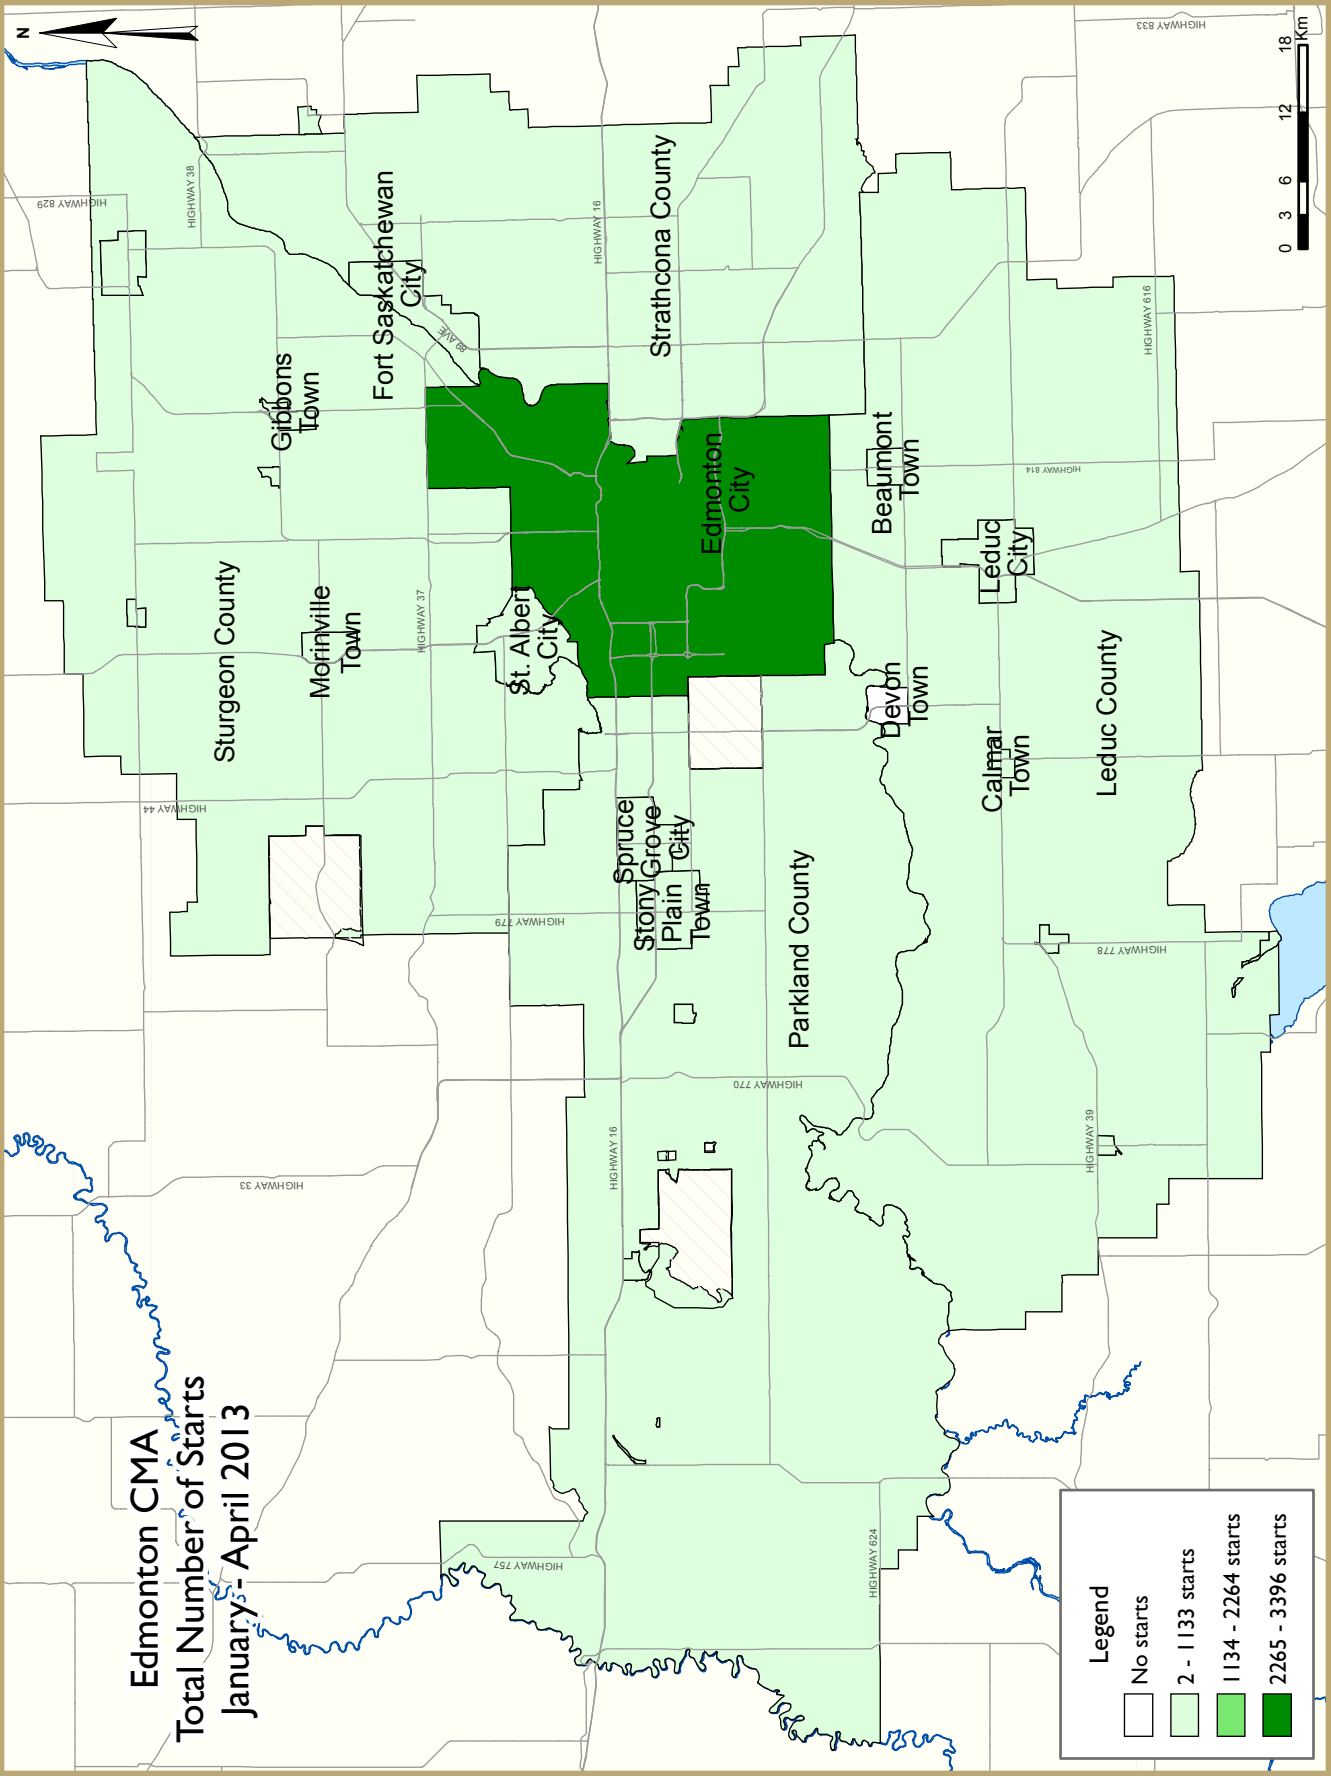 Edmonton CMA
Total Number of Starts
January - April 2013
N
HIGHWAY 833
HIGHWAY 829
HIGHWAY 38
HIGHWAY 44
HIGHWAY 33
HIGHWAY 757
Sturgeon County
Gibbons
Town
Morinville
Town
Fort Saskatchewan
City
89 AVE
HIGHWAY 37
St. Albert
City
HIGHWAY 779
HIGHWAY 16
HIGHWAY 16
Strathcona County
Edmonton
City
Spruce
Grove
City
Stony
Plain
Town
Parkland County
HIGHWAY 770
HIGHWAY 624
Beaumont
Town
Devon
Town
HIGHWAY 814
Leduc
City
Calmar
Town
Leduc County
HIGHWAY 616
HIGHWAY 778
HIGHWAY 39
Legend
No starts
2 - 1133 starts
1134 - 2264 starts
2265 - 3396 starts
0 3 6 12 18
Km